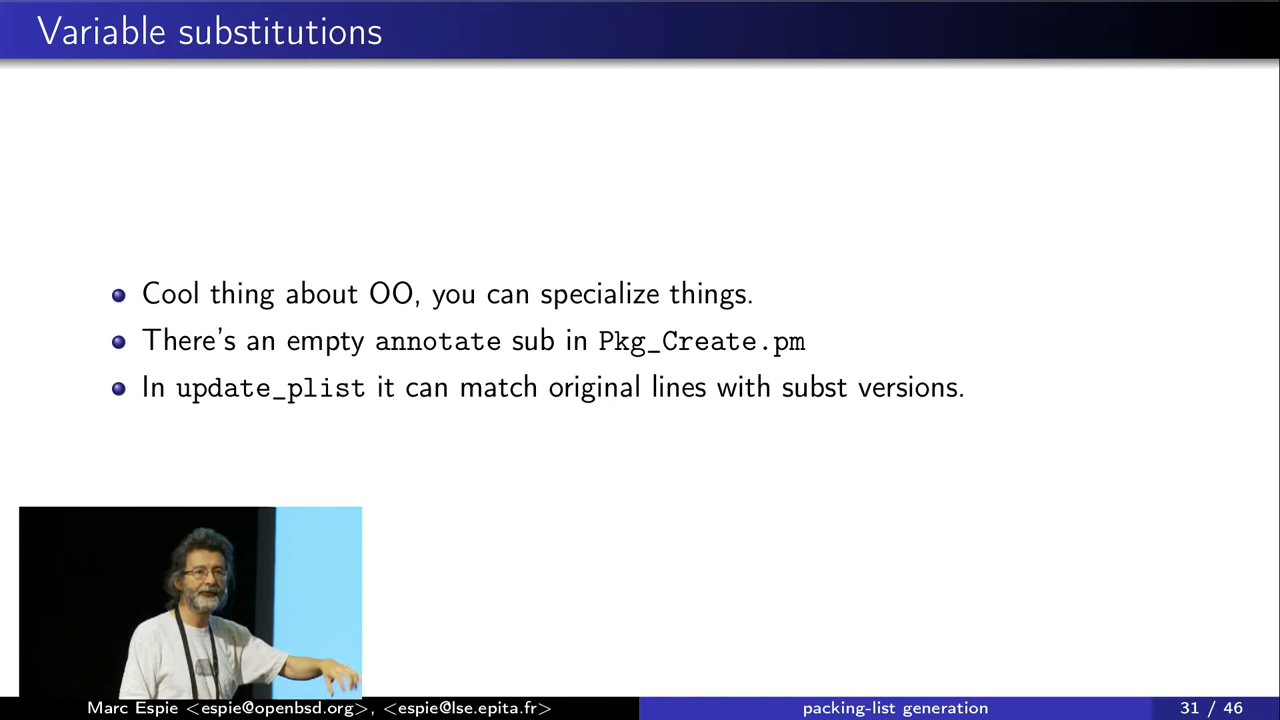 Variable substitutions
Cool thing about OO, you can specialize things.
There's an empty annotate sub in Pkg_Create.pm
In update_plist it can match original lines with subst versions.
Marc Espie <espie@openbsd.org>, <espie@lse.epita.fr>
packing-list generation
31 / 46